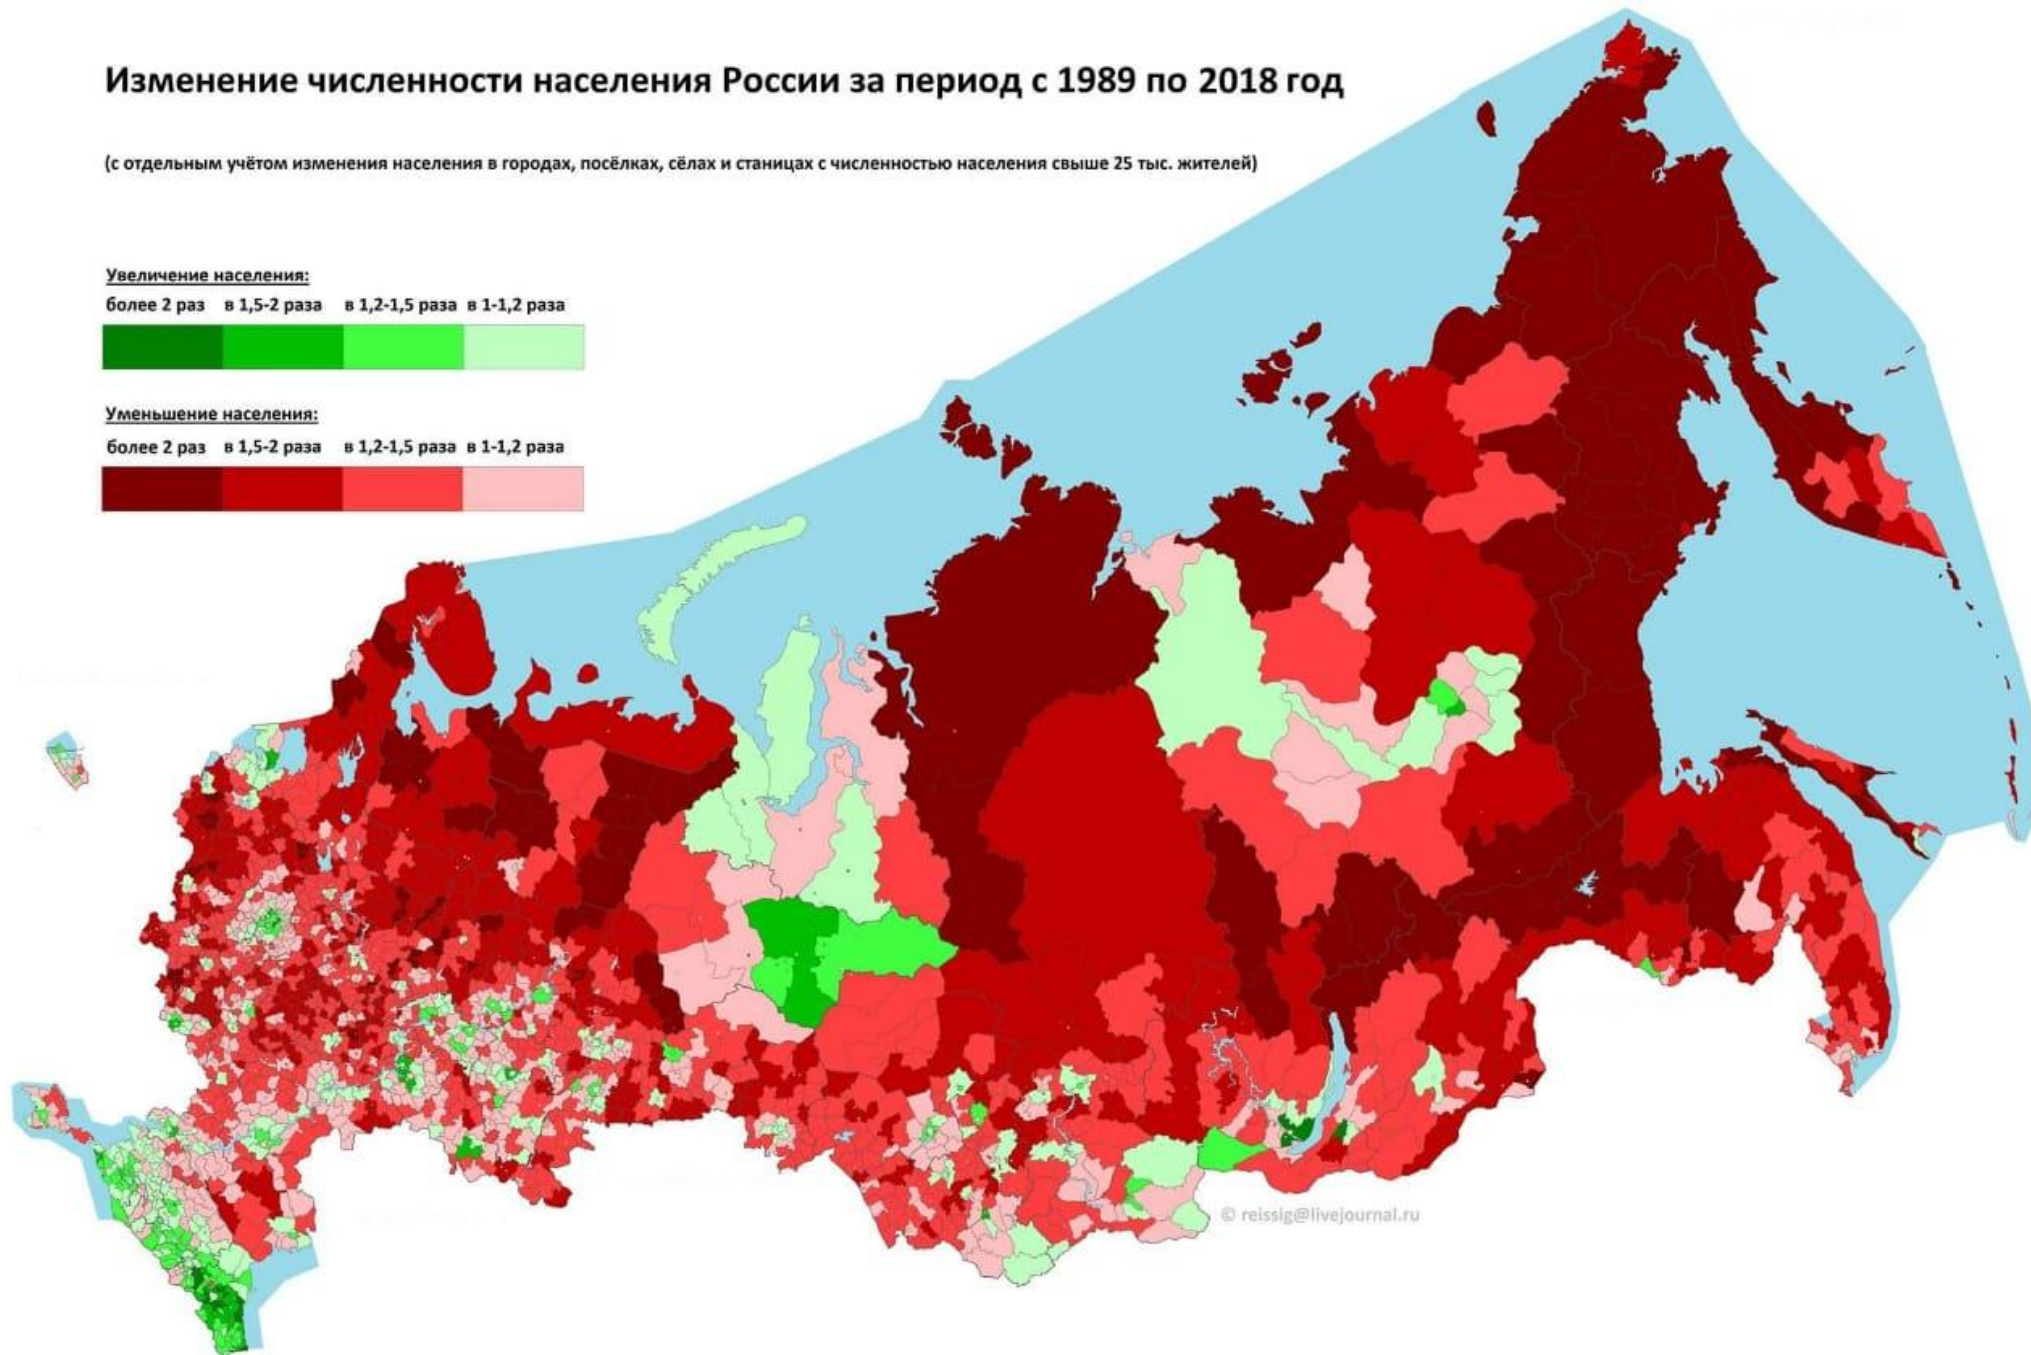 Изменение численности населения России за период с 1989 по 2018 год
(с отдельным учётом изменения населения в городах, посёлках, сёлах и станицах с численностью населения свыше 25 тыс. жителей)
Увеличение населения:
более 2 раз в 1,5-2 раза в 1,2-1,5 раза в 1-1,2 раза
Уменьшение населения:
более 2 раз в 1,5-2 раза в 1,2-1,5 раза в 1-1,2 раза
© reissig@livejournal.ru